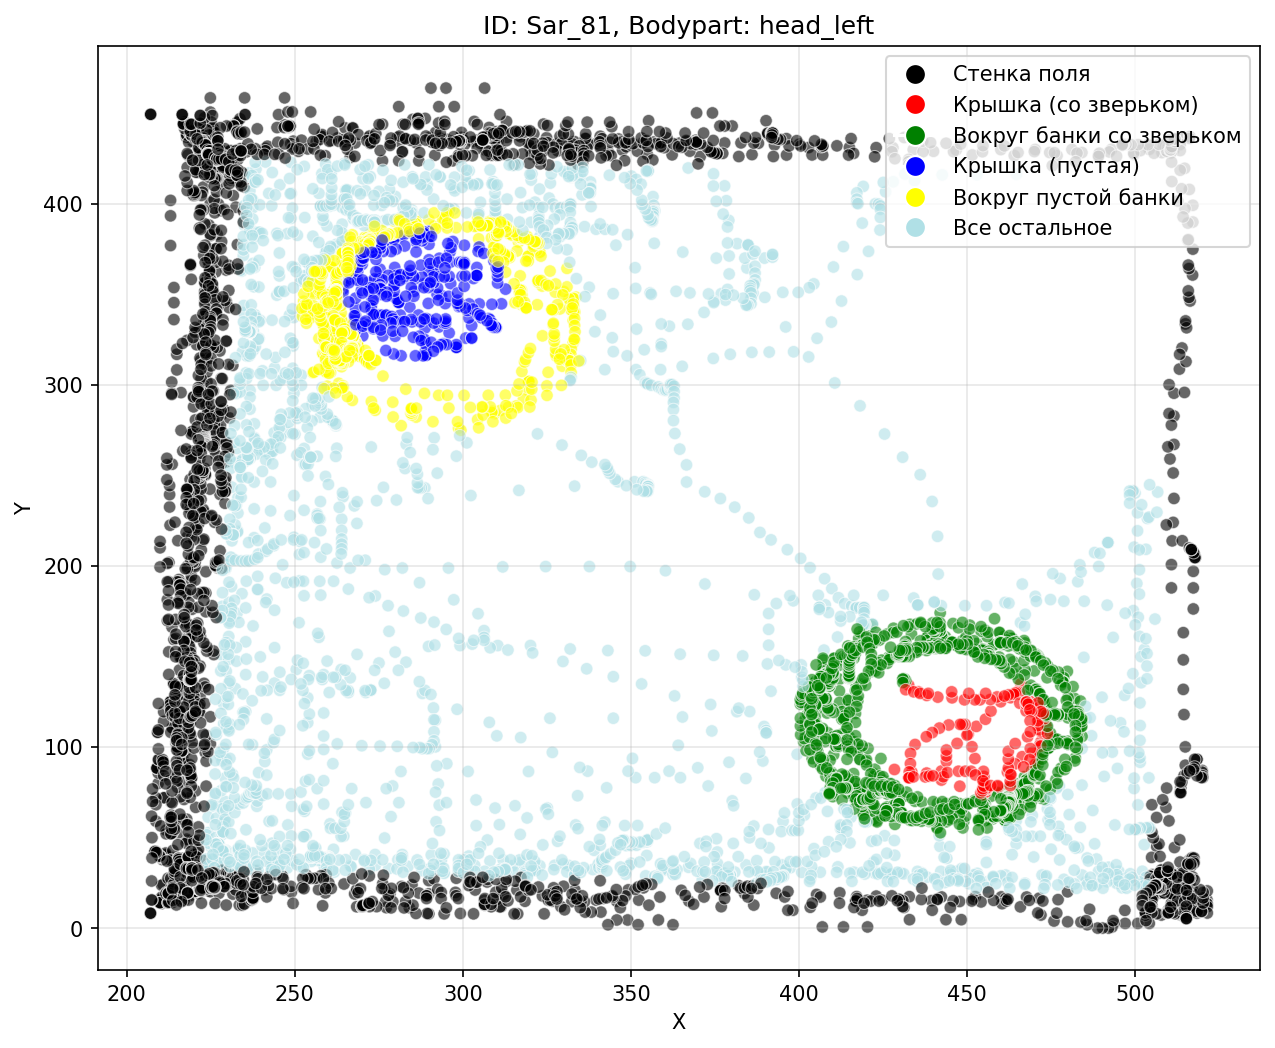 ID: Sar_81, Bodypart: head_left
Стенка поля
Крышка (со зверьком)
Вокруг банки со зверьком
Крышка (пустая)
Вокруг пустой банки
Все остальное
400
300
200
100
0
Y
200
250
300
350
400
450
500
X